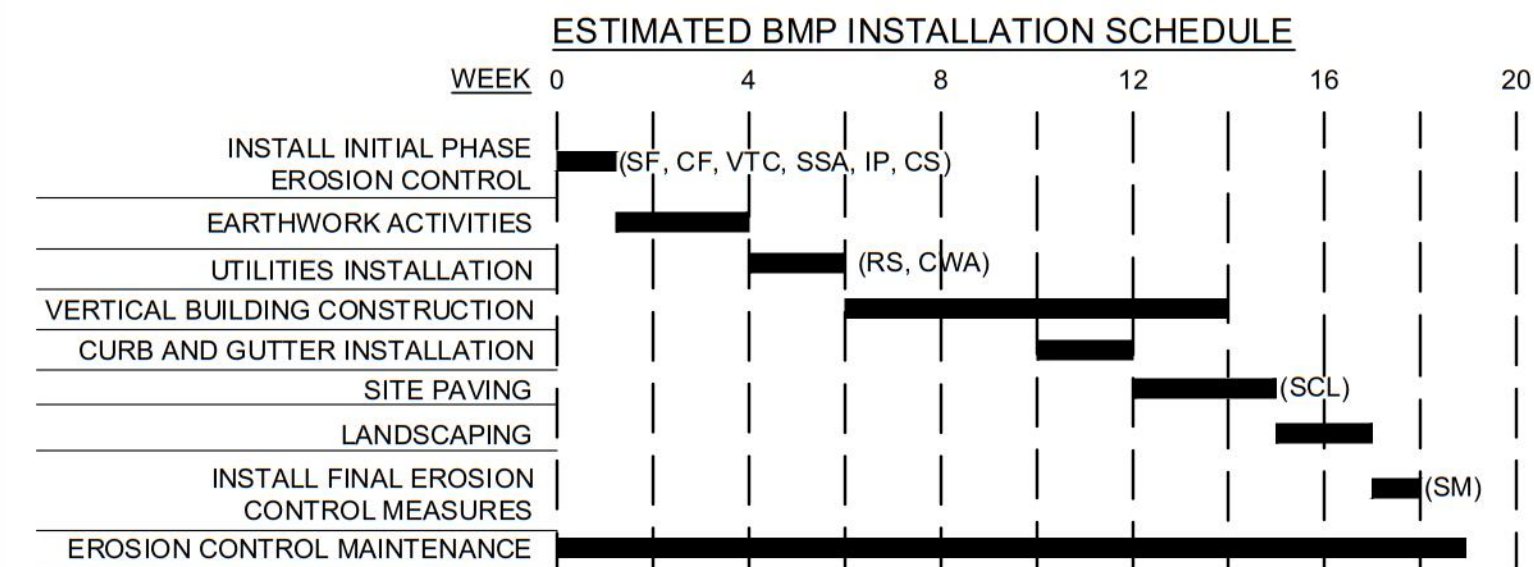 ESTIMATED BMP INSTALLATION SCHEDULE
WEEK 0 4 8 12 16 20
INSTALL INITIAL PHASE
EROSION CONTROL
(SF, CF, VTC, SSA, IP, CS)
EARTHWORK ACTIVITIES
UTILITIES INSTALLATION (RS, CWA)
VERTICAL BUILDING CONSTRUCTION
CURB AND GUTTER INSTALLATION
SITE PAVING (SCL)
LANDSCAPING
INSTALL FINAL EROSION
CONTROL MEASURES
(SM)
EROSION CONTROL MAINTENANCE